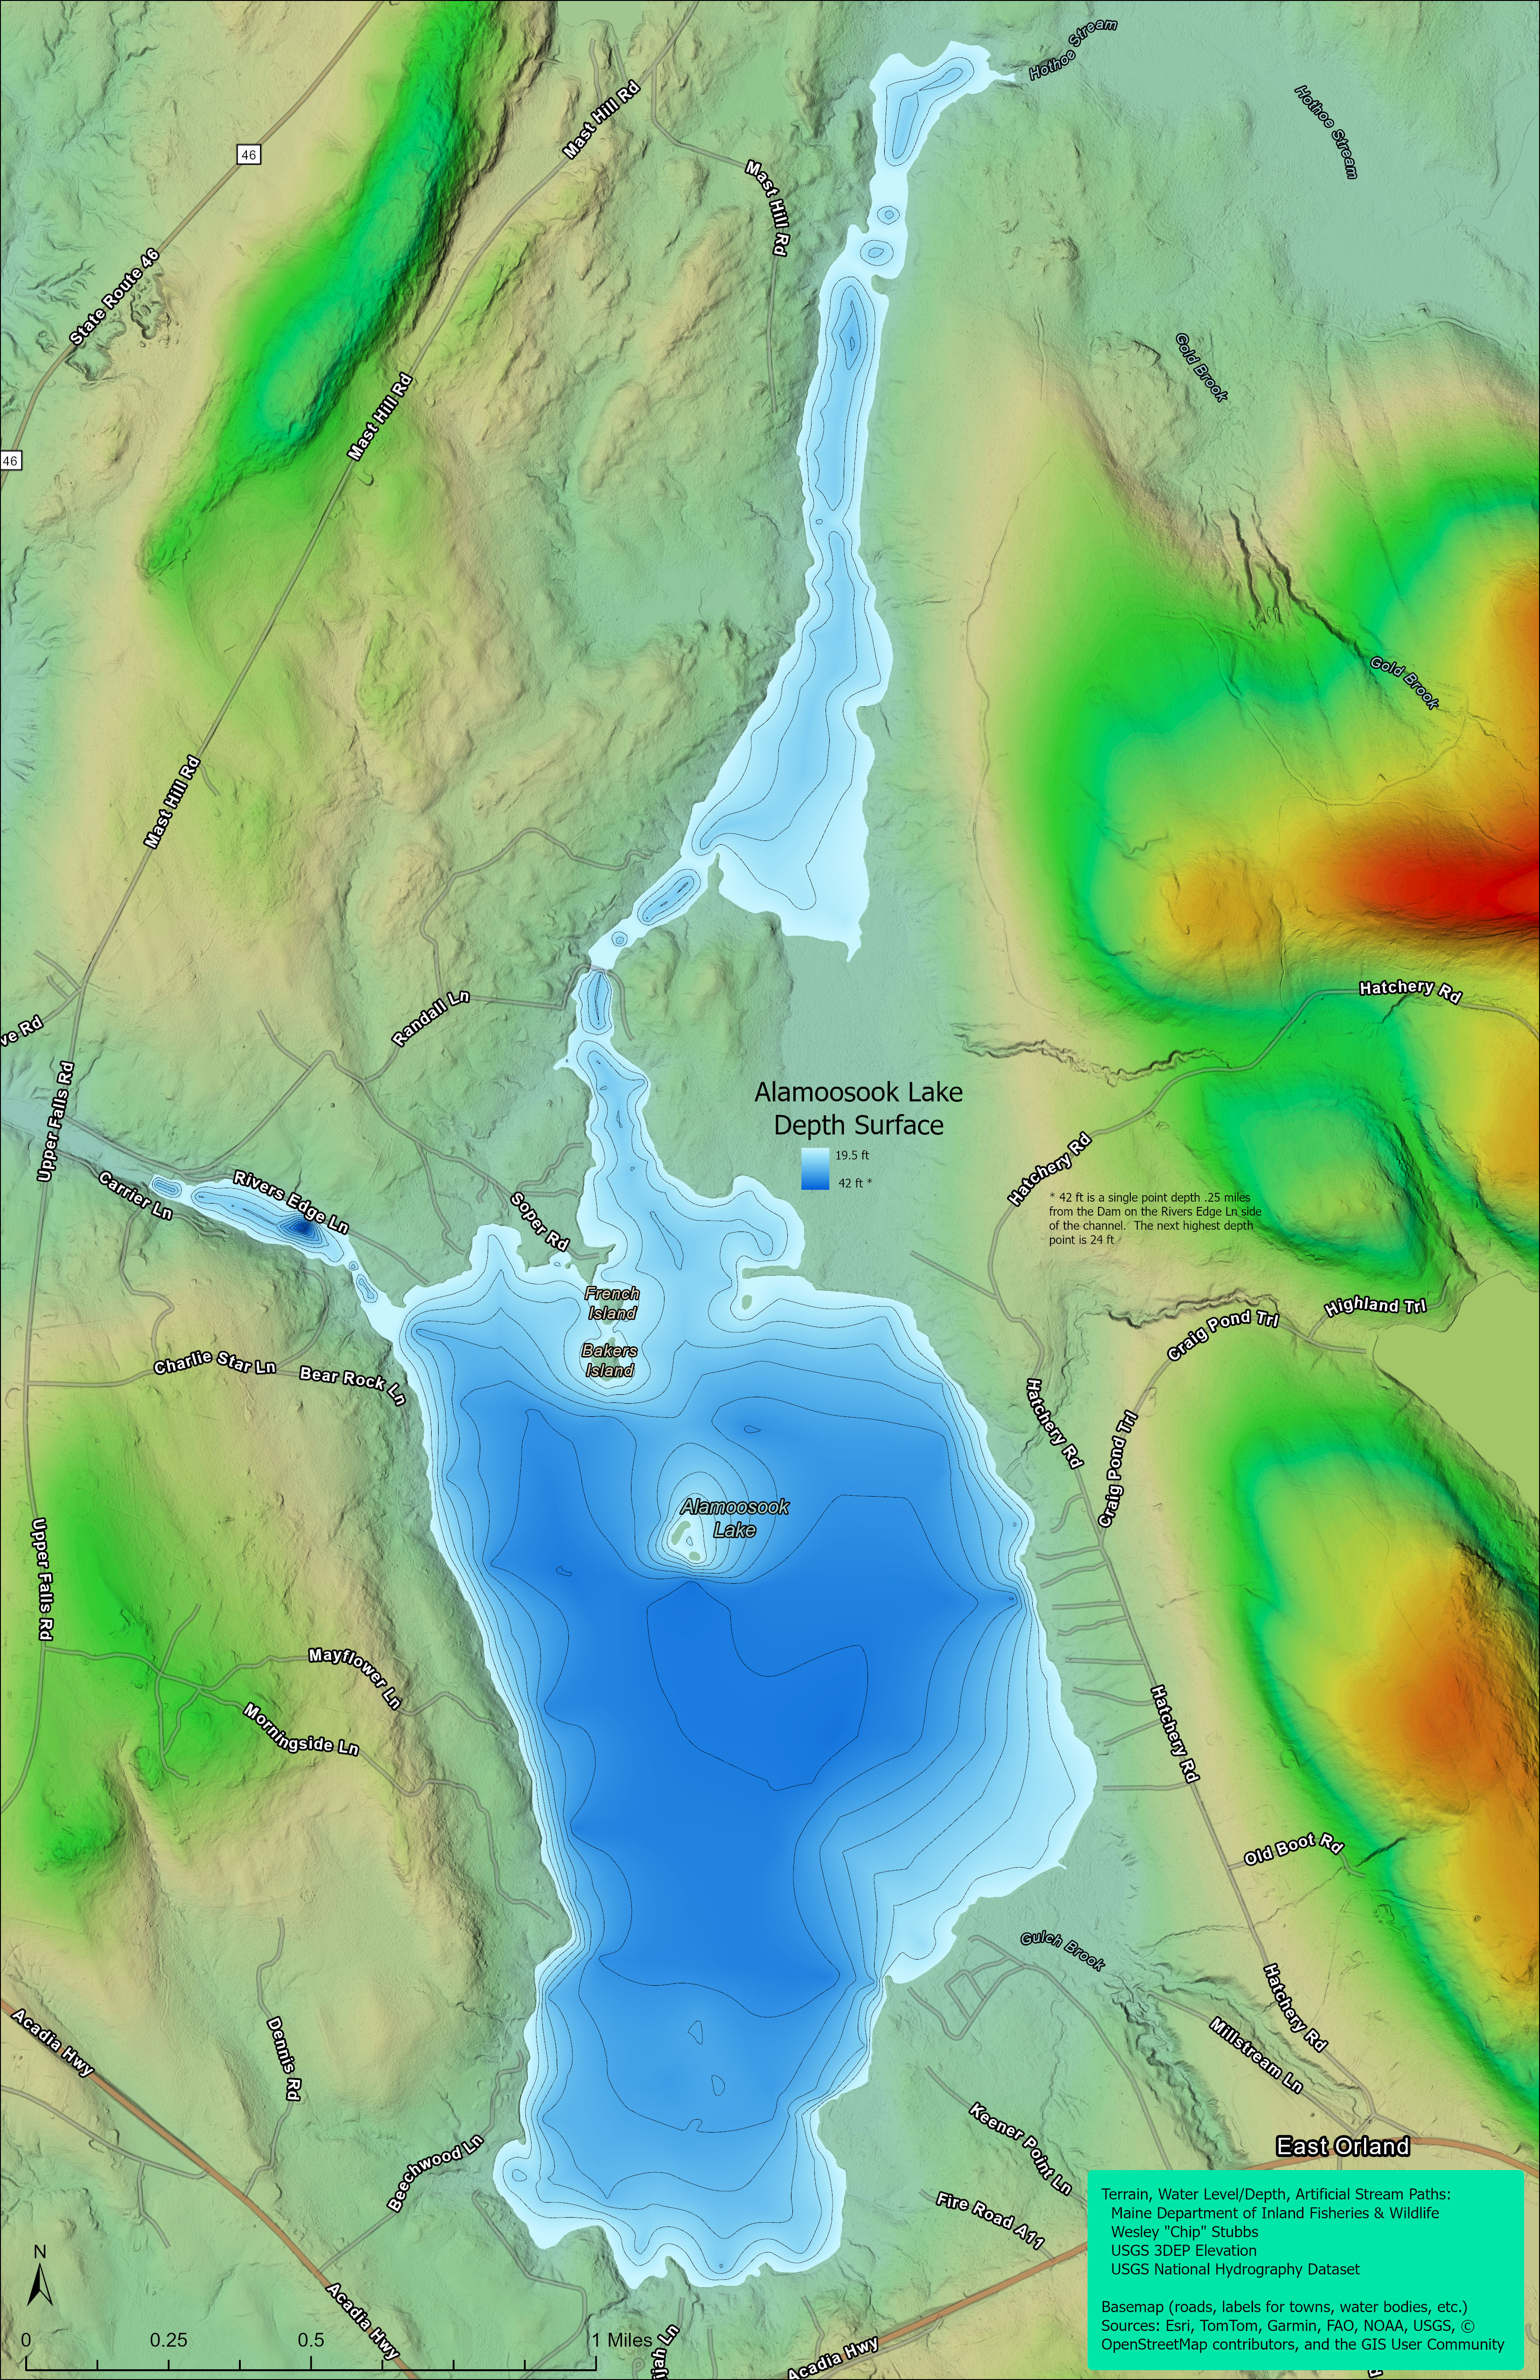 Hothoe Stream
Hothoe Stream
Mast Hill Rd
46
Mast Hill Rd
State Route 46
Gold Brook
Mast Hill Rd
46
Gold Brook
Mast Hill Rd
Hatchery Rd
Randall Ln
ve Rd
Upper Falls Rd
Alamoosook Lake
Depth Surface
19.5 ft
42 ft *
Hatchery Rd
* 42 ft is a single point depth .25 miles
from the Dam on the Rivers Edge Ln side
of the channel. The next highest depth
point is 24 ft
Rivers Edge Ln
Carrier Ln
Soper Rd
French
Island
Bakers
Island
Highland Trl
Craig Pond Trl
Charlie Star Ln
Bear Rock Ln
Hatchery Rd
Craig Pond Trl
Alamoosook
Lake
Upper Falls Rd
Mayflower Ln
Morningside Ln
Hatchery Rd
Old Boot Rd
Gulch Brook
Hatchery Rd
Acadia Hwy
Dennis Rd
Millstream Ln
Keener Point Ln
East Orland
Beechwood Ln
Fire Road A11
Terrain, Water Level/Depth, Artificial Stream Paths:
Maine Department of Inland Fisheries & Wildlife
Wesley "Chip" Stubbs
USGS 3DEP Elevation
USGS National Hydrography Dataset
Basemap (roads, labels for towns, water bodies, etc.)
Sources: Esri, TomTom, Garmin, FAO, NOAA, USGS, ©
OpenStreetMap contributors, and the GIS User Community
N
Acadia Hwy
0 0.25 0.5 1 Miles
ijah Ln
Acadia Hwy